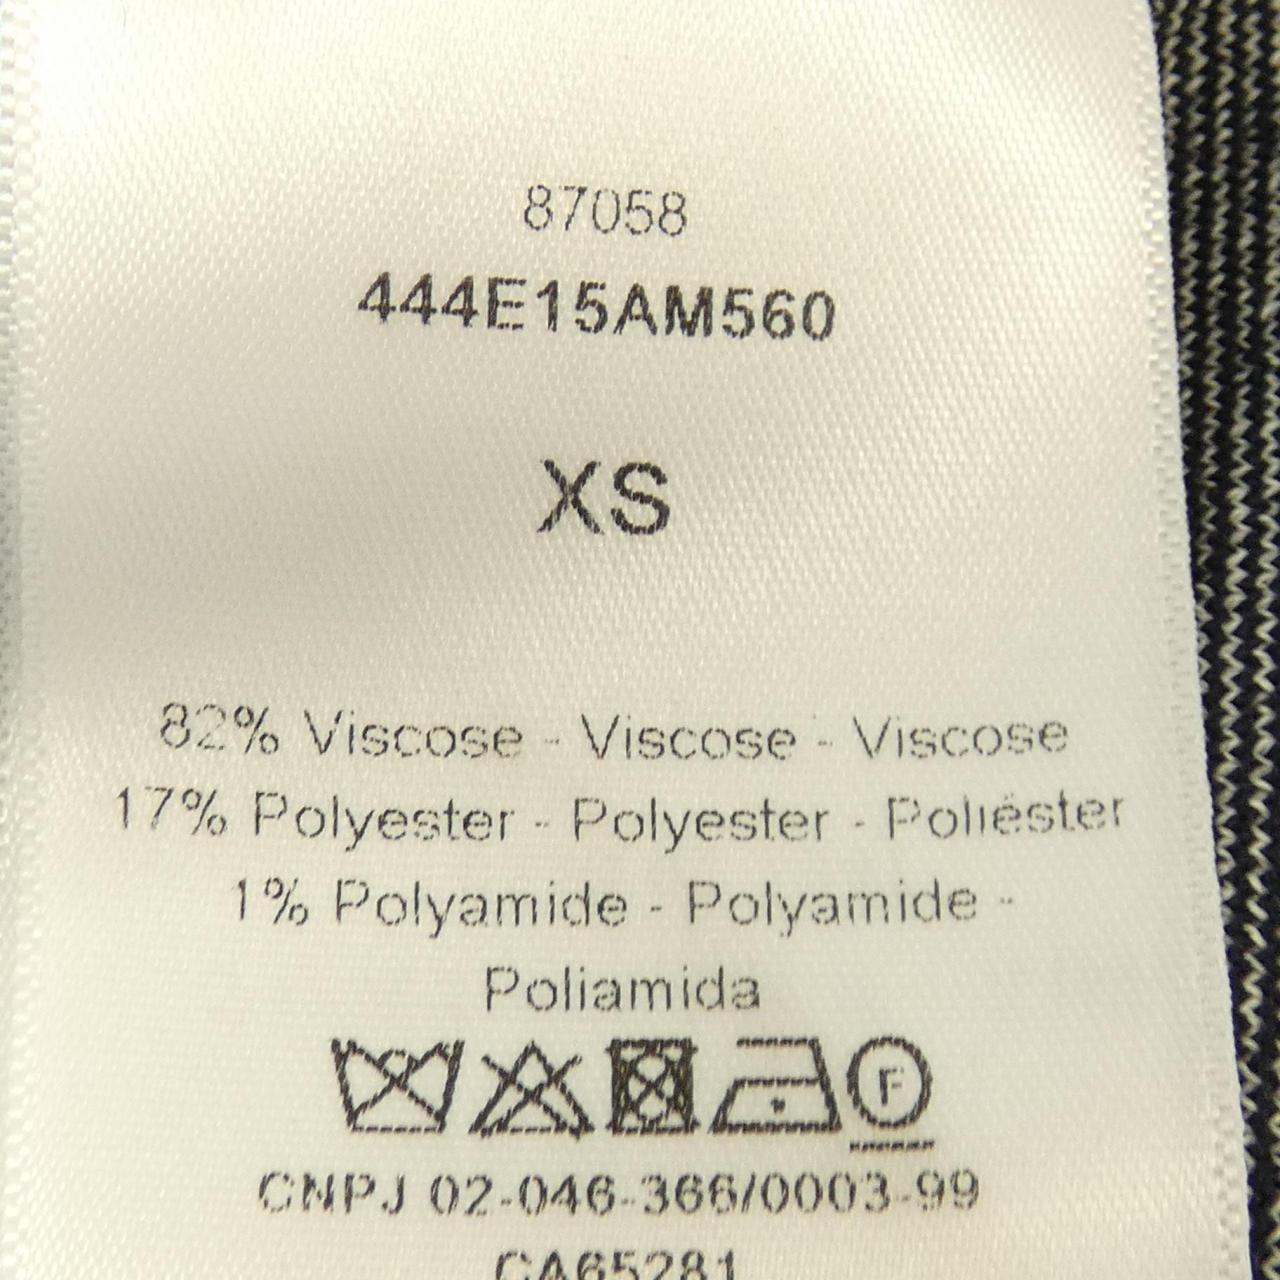 87058
444E15AM560
XS
82% Viscose - Viscose - Viscose
17% Polyester - Polyester - Poliéster
1% Polyamide - Polyamide -
Poliamida
F
CNPJ 02-046-366/0003-99
CA65281